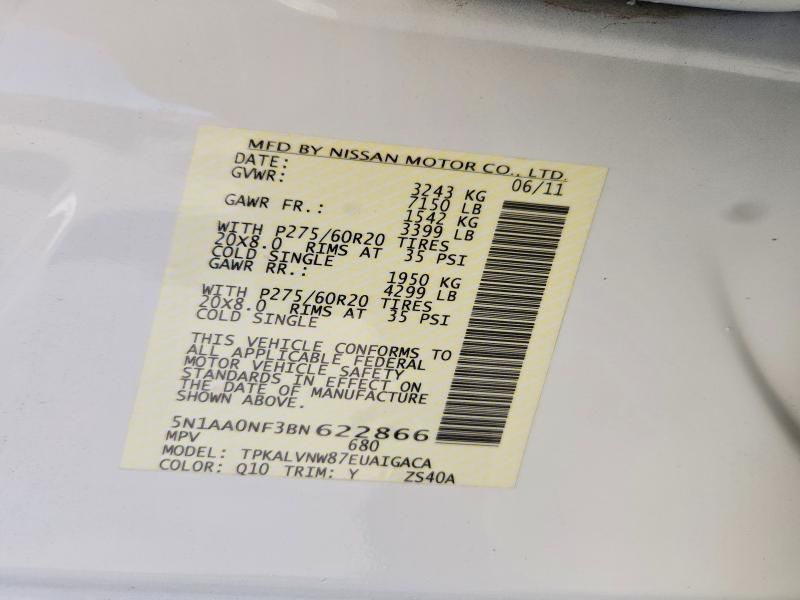 MFD BY NISSAN MOTOR CO., LTD.
DATE: 06/11
GVWR: 3243 KG
7150 LB
GAWR FR.: 1542 KG
3399 LB
WITH P275/60R20 TIRES
20X8.0 RIMS AT 35 PSI
COLD SINGLE
GAWR RR.: 1950 KG
4299 LB
WITH P275/60R20 TIRES
20X8.0 RIMS AT 35 PSI
COLD SINGLE
THIS VEHICLE CONFORMS TO
ALL APPLICABLE FEDERAL
MOTOR VEHICLE SAFETY
STANDARDS IN EFFECT ON
THE DATE OF MANUFACTURE
SHOWN ABOVE.
5N1AA0NF3BN622866
MPV 680
MODEL: TPKALVNW87EUAIGACA
COLOR: Q10 TRIM: Y ZS40A